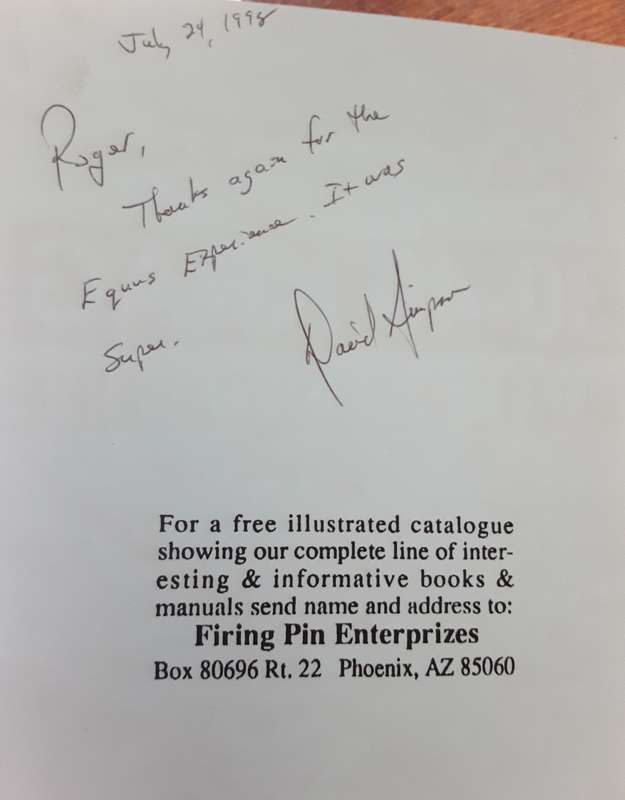 July 24, 1998
Roger,
Thanks again for the
Equus Experience. It was
Super.
David Simpson
For a free illustrated catalogue
showing our complete line of inter-
esting & informative books &
manuals send name and address to:
Firing Pin Enterprizes
Box 80696 Rt. 22 Phoenix, AZ 85060